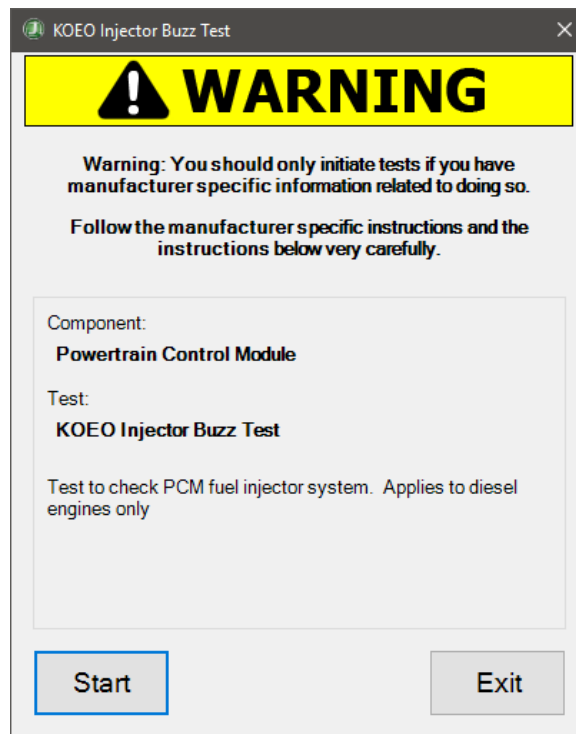 KOEO Injector Buzz Test
WARNING
Warning: You should only initiate tests if you have
manufacturer specific information related to doing so.
Follow the manufacturer specific instructions and the
instructions below very carefully.
Component:
Powertrain Control Module
Test:
KOEO Injector Buzz Test
Test to check PCM fuel injector system.  Applies to diesel
engines only
Start
Exit